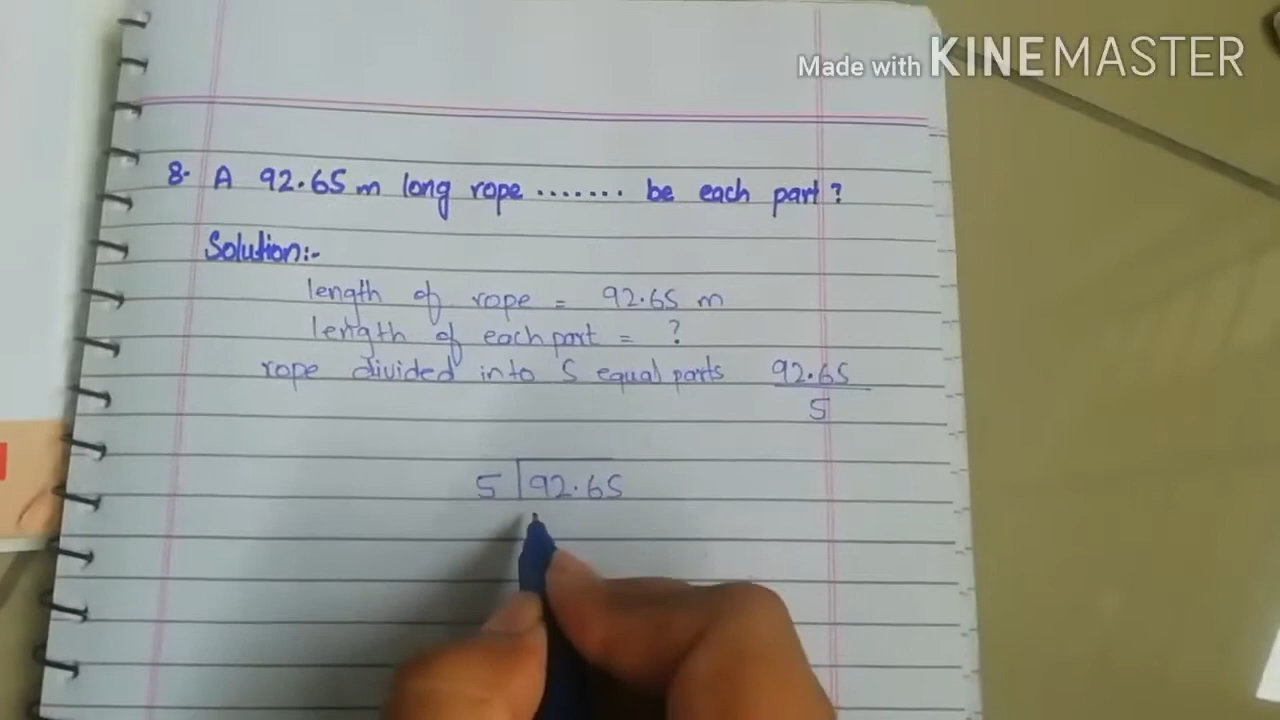 Made with KINEMASTER
8. A 92.65 m long rope ....... be each part?
Solution:-
length of rope = 92.65 m
length of each part = ?
rope divided into 5 equal parts 92.65
5
5 92.65